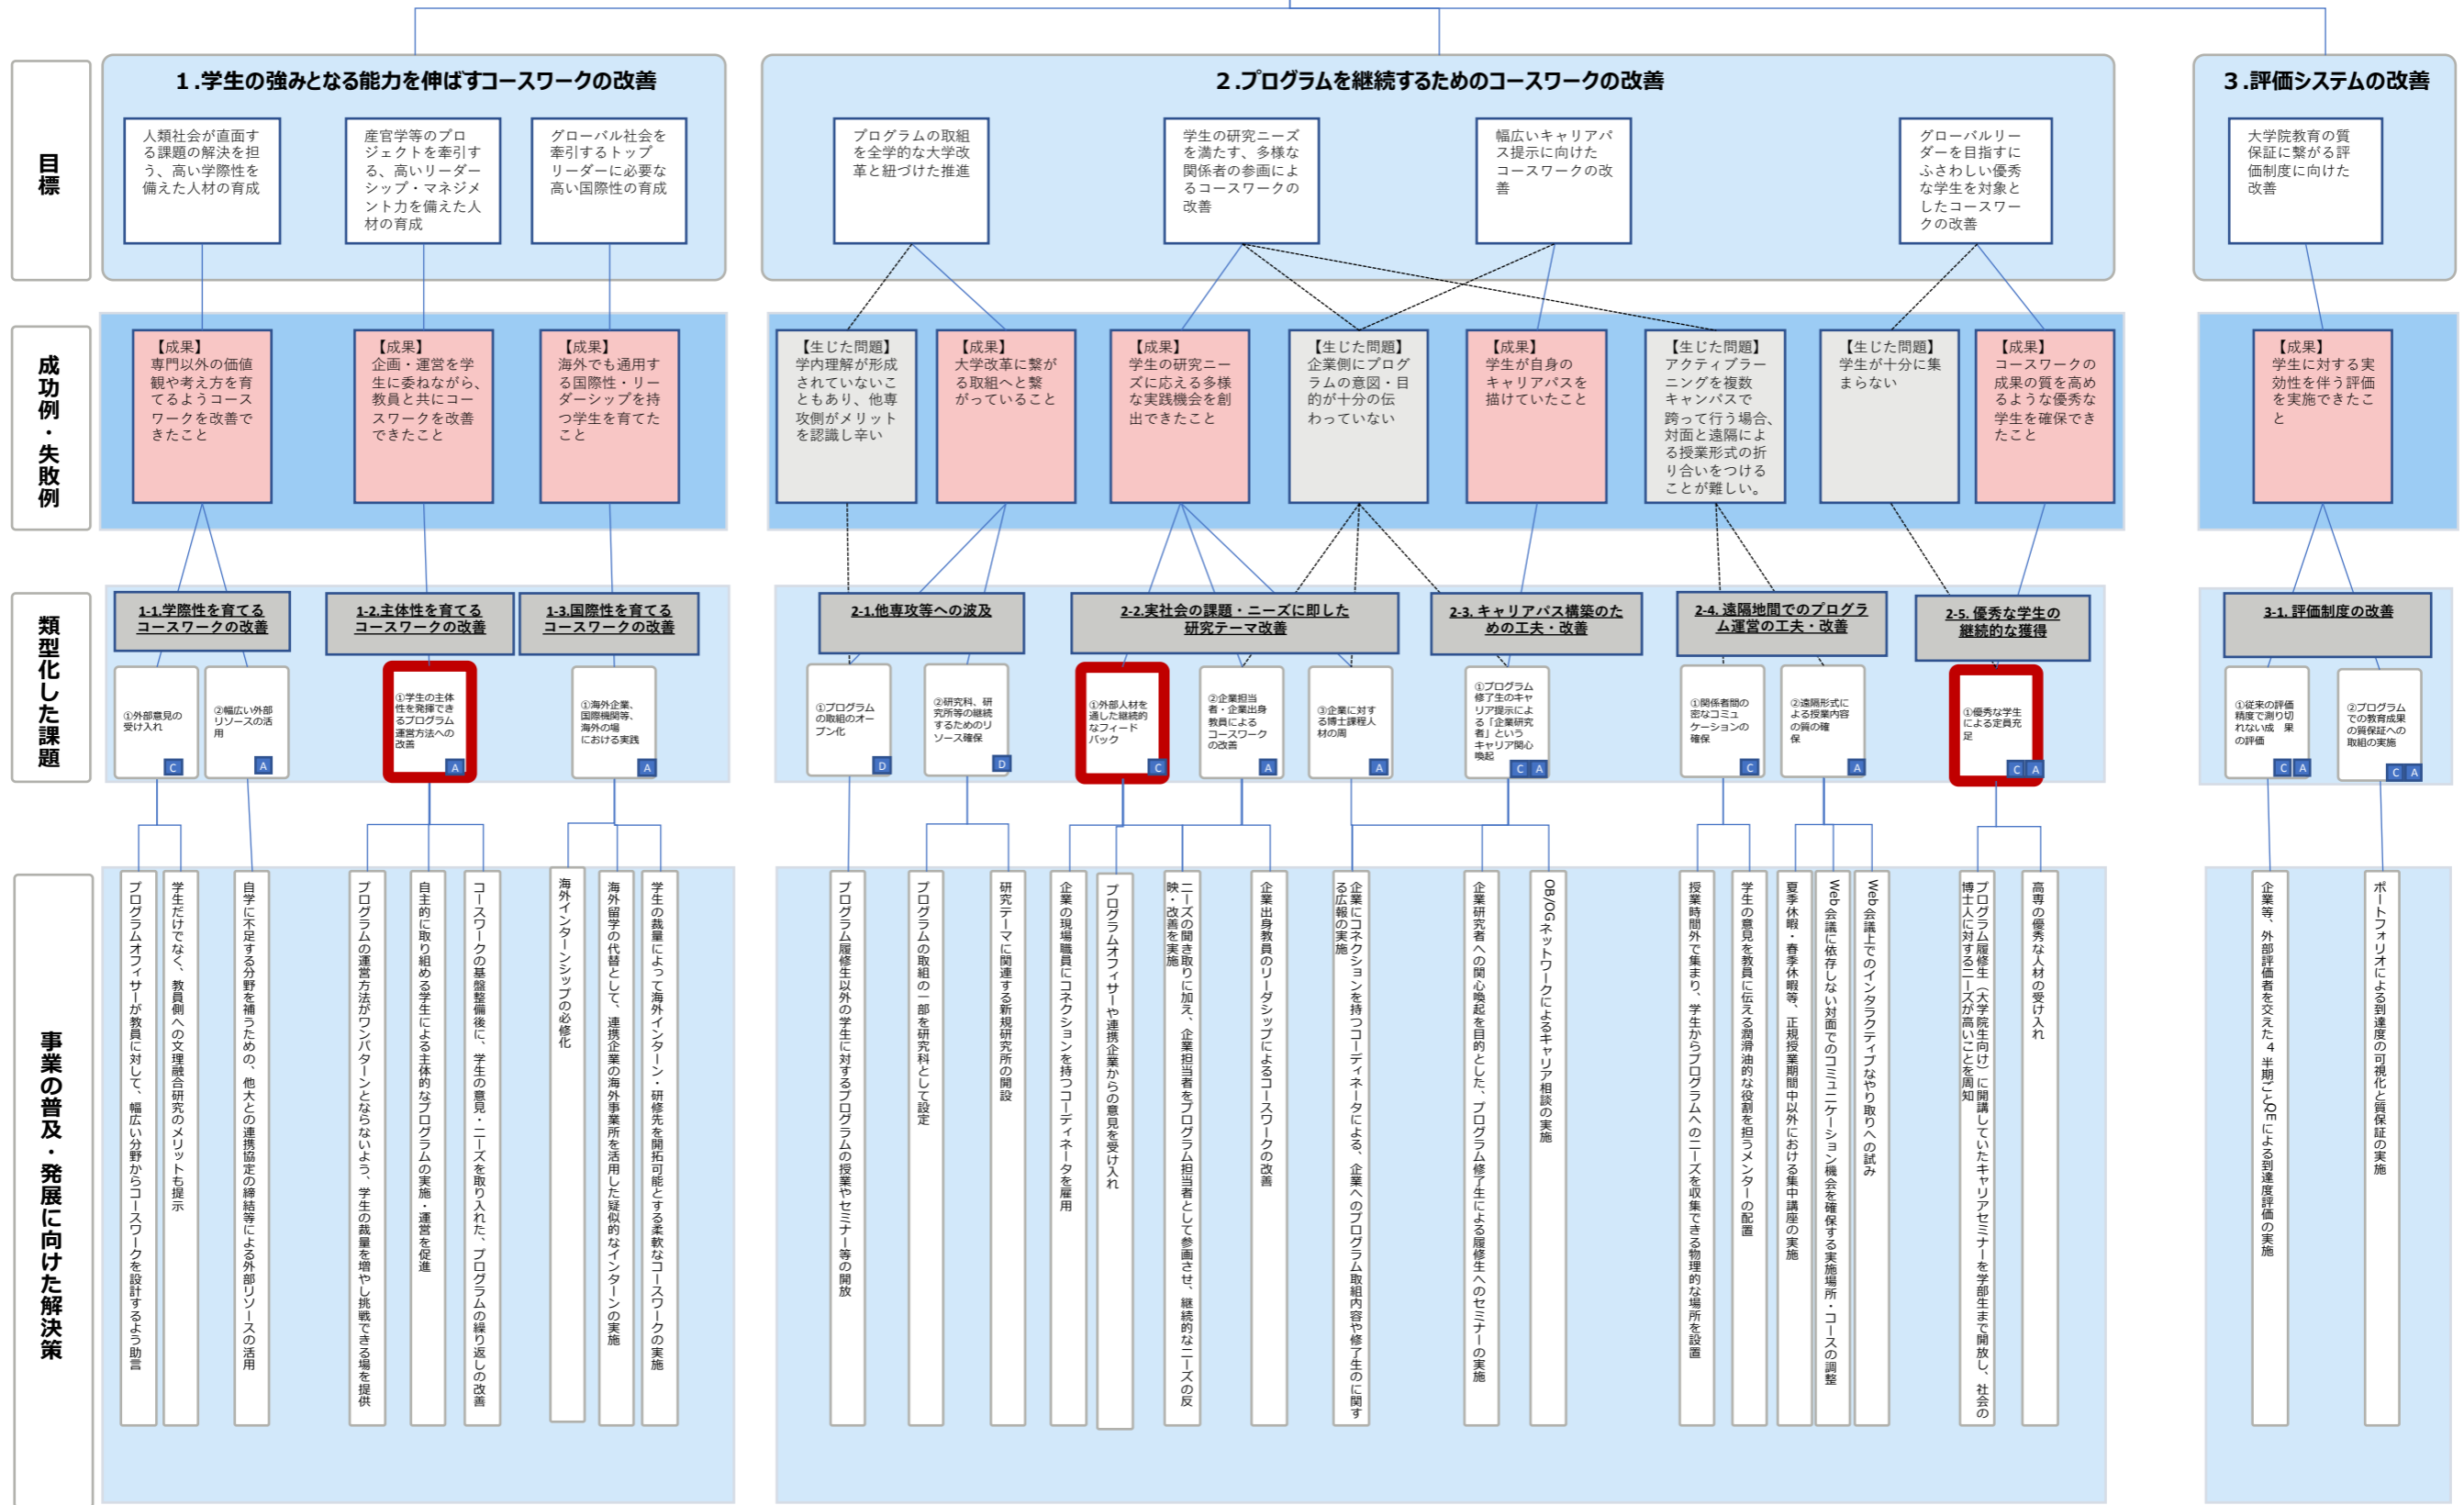 1.学生の強みとなる能力を伸ばすコースワークの改善
2.プログラムを継続するためのコースワークの改善
3.評価システムの改善
目標
人類社会が直面す
る課題の解決を担
う、高い学際性を
備えた人材の育成
産官学等のプロ
ジェクトを牽引す
る、高いリーダー
シップ・マネジメ
ント力を備えた人
材の育成
グローバル社会を
牽引するトップ
リーダーに必要な
高い国際性の育成
プログラムの取組
を全学的な大学改
革と紐づけた推進
学生の研究ニーズ
を満たす、多様な
関係者の参画によ
るコースワークの
改善
幅広いキャリアパ
ス提示に向けた
コースワークの改
善
グローバルリー
ダーを目指すに
ふさわしい優秀
な学生を対象と
したコースワー
クの改善
大学院教育の質
保証に繋がる評
価制度に向けた
改善
成功例・失敗例
【成果】
専門以外の価値
観や考え方を育
てるようコース
ワークを改善で
きたこと
【成果】
企画・運営を学
生に委ねながら、
教員と共にコー
スワークを改善
できたこと
【成果】
海外でも通用す
る国際性・リー
ダーシップを持
つ学生を育てた
こと
【生じた問題】
学内理解が形成
されていないこ
ともあり、他専
攻側がメリット
を認識し辛い
【成果】
大学改革に繋が
る取組へと繋
がっていること
【成果】
学生の研究ニー
ズに応える多様
な実践機会を創
出できたこと
【生じた問題】
企業側にプログ
ラムの意図・目
的が十分の伝
わっていない
【成果】
学生が自身の
キャリアパスを
描けていたこと
【生じた問題】
アクティブラー
ニングを複数
キャンパスで
跨って行う場合、
対面と遠隔によ
る授業形式の折
り合いをつける
ことが難しい。
【生じた問題】
学生が十分に集
まらない
【成果】
コースワークの
成果の質を高め
るような優秀な
学生を確保でき
たこと
【成果】
学生に対する実
効性を伴う評価
を実施できたこ
と
類型化した課題
1-1.学際性を育てる
コースワークの改善
1-2.主体性を育てる
コースワークの改善
1-3.国際性を育てる
コースワークの改善
2-1.他専攻等への波及
2-2.実社会の課題・ニーズに即した
研究テーマ改善
2-3. キャリアパス構築のた
めの工夫・改善
2-4. 遠隔地間でのプログラ
ム運営の工夫・改善
2-5. 優秀な学生の
継続的な獲得
3-1. 評価制度の改善
①外部意見の
受け入れ
C
②幅広い外部
リソースの活
用
A
①学生の主体
性を発揮でき
るプログラム
運営方法への
改善
A
①海外企業、
国際機関等、
海外の場
における実践
A
①プログラム
の取組のオー
プン化
D
②研究科、研
究所等の継続
するためのリ
ソース確保
D
①外部人材を
通した継続的
なフィード
バック
C
②企業担当
者・企業出身
教員による
コースワーク
の改善
A
③企業に対す
る博士課程人
材の周
A
①プログラム
修了生のキャ
リア提示によ
る「企業研究
者」という
キャリア関心
喚起
C A
①関係者間の
密なコミュ
ケーションの
確保
C
②遠隔形式に
よる授業内容
の質の確
保
A
①優秀な学生
による定員充
足
C A
①従来の評価
精度で測り切
れない成 果
の評価
C A
②プログラム
での教育成果
の質保証への
取組の実施
C A
事業の普及・発展に向けた解決策
プログラムオフィサーが教員に対して、幅広い分野からコースワークを設計するよう助言
学生だけでなく、教員側への文理融合研究のメリットも提示
自学に不足する分野を補うための、他大との連携協定の締結等による外部リソースの活用
プログラムの運営方法がワンパターンとならないよう、学生の裁量を増やし挑戦できる場を提供
自主的に取り組める学生による主体的なプログラムの実施・運営を促進
コースワークの基盤整備後に、学生の意見・ニーズを取り入れた、プログラムの繰り返しの改善
海外インターンシップの必修化
海外留学の代替として、連携企業の海外事業所を活用した疑似的なインターンの実施
学生の裁量によって海外インターン・研修先を開拓可能とする柔軟なコースワークの実施
プログラム履修生以外の学生に対するプログラムの授業やセミナー等の開放
プログラムの取組の一部を研究科として設定
研究テーマに関連する新規研究所の開設
企業の現場職員にコネクションを持つコーディネータを雇用
プログラムオフィサーや連携企業からの意見を受け入れ
ニーズの聞き取りに加え、企業担当者をプログラム担当者として参画させ、継続的なニーズの反
映・改善を実施
企業出身教員のリーダシップによるコースワークの改善
企業にコネクションを持つコーディネータによる、企業へのプログラム取組内容や修了生のに関す
る広報の実施
企業研究者への関心喚起を目的とした、プログラム修了生による履修生へのセミナーの実施
OB/OGネットワークによるキャリア相談の実施
授業時間外で集まり、学生からプログラムへのニーズを収集できる物理的な場所を設置
学生の意見を教員に伝える潤滑油的な役割を担うメンターの配置
夏季休暇・春季休暇等、正規授業期間中以外における集中講座の実施
Web会議に依存しない対面でのコミュニケーション機会を確保する実施場所・コースの調整
Web会議上でのインタラクティブなやり取りへの試み
プログラム履修生（大学院生向け）に開講していたキャリアセミナーを学部生まで開放し、社会の
博士人に対するニーズが高いことを周知
高専の優秀な人材の受け入れ
企業等、外部評価者を交えた4半期ごとQEによる到達度評価の実施
ポートフォリオによる到達度の可視化と質保証の実施